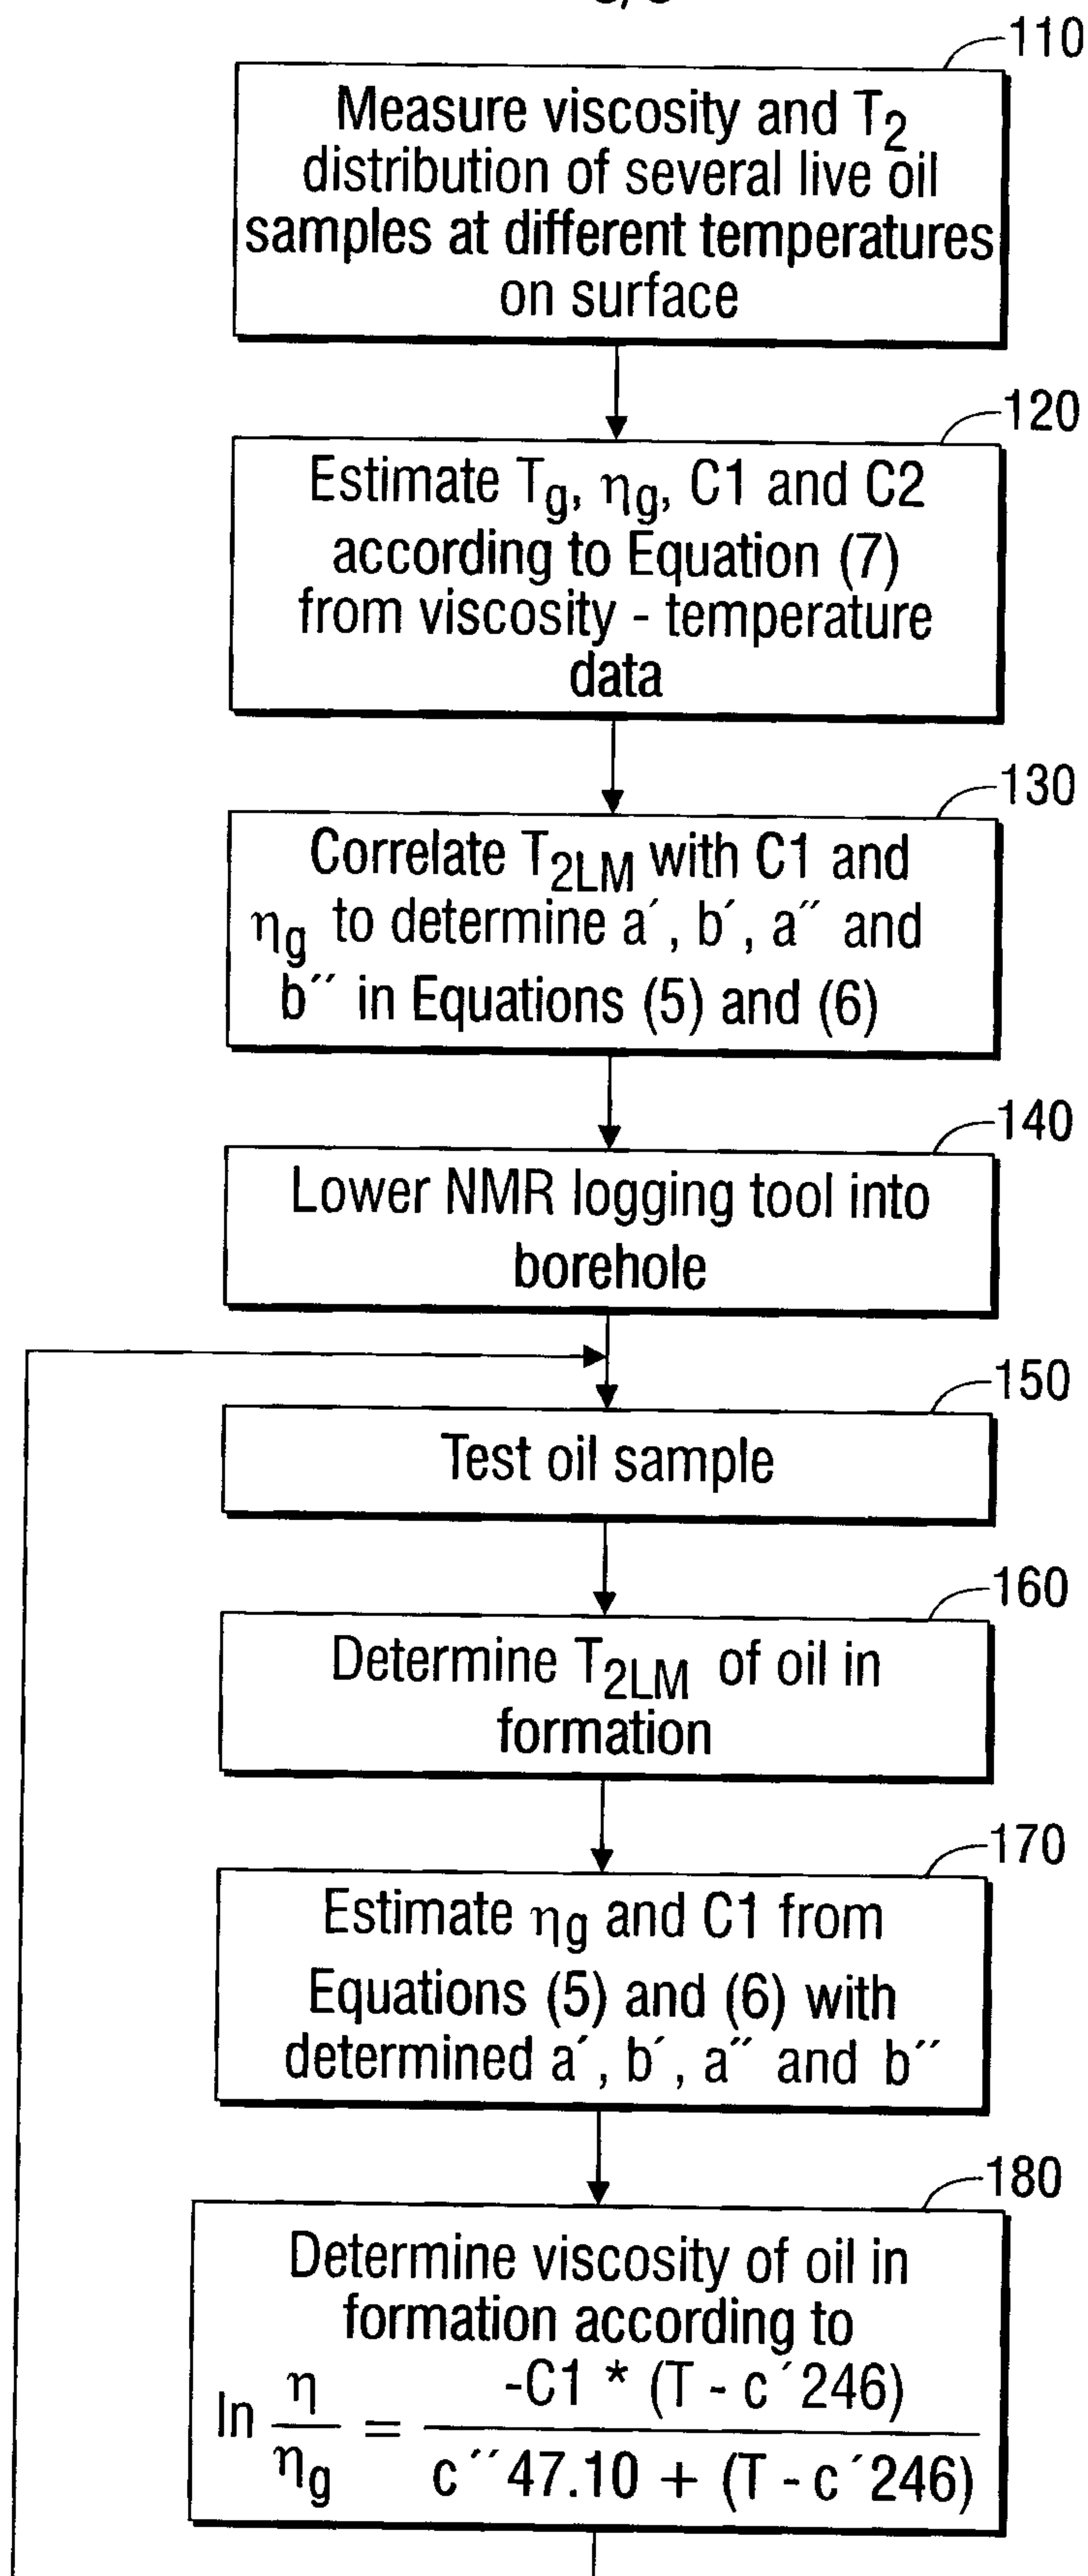 110
Measure viscosity and T2
distribution of several live oil
samples at different temperatures
on surface
120
Estimate Tg, ηg, C1 and C2
according to Equation (7)
from viscosity - temperature
data
130
Correlate T2LM with C1 and
ηg to determine a´, b´, a´´ and
b´´ in Equations (5) and (6)
140
Lower NMR logging tool into
borehole
150
Test oil sample
160
Determine T2LM of oil in
formation
170
Estimate ηg and C1 from
Equations (5) and (6) with
determined a´, b´, a´´ and b´´
180
Determine viscosity of oil in
formation according to
ln η/ηg = -C1 * (T - c´246) / c´´47.10 + (T - c´246)